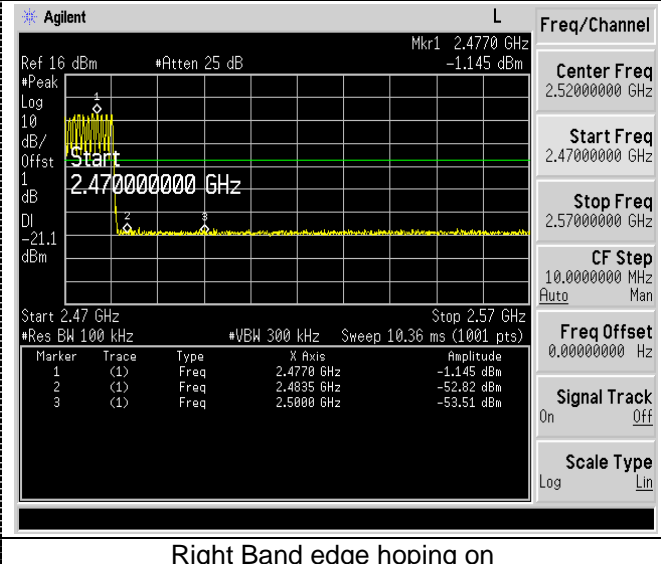 Agilent
L
Freq/Channel
Mkr1 2.4770 GHz
Ref 16 dBm #Atten 25 dB -1.145 dBm
#Peak
Log
10
dB/
Offst
1
dB
DI
-21.1
dBm
1
Start
2.470000000 GHz
2
3
Start 2.47 GHz Stop 2.57 GHz
#Res BW 100 kHz #VBW 300 kHz Sweep 10.36 ms (1001 pts)
Marker Trace Type X Axis Amplitude
1 (1) Freq 2.4770 GHz -1.145 dBm
2 (1) Freq 2.4835 GHz -52.82 dBm
3 (1) Freq 2.5000 GHz -53.51 dBm
Center Freq
2.52000000 GHz
Start Freq
2.47000000 GHz
Stop Freq
2.57000000 GHz
CF Step
10.0000000 MHz
Auto Man
Freq Offset
0.00000000 Hz
Signal Track
On Off
Scale Type
Log Lin
Right Band edge hoping on